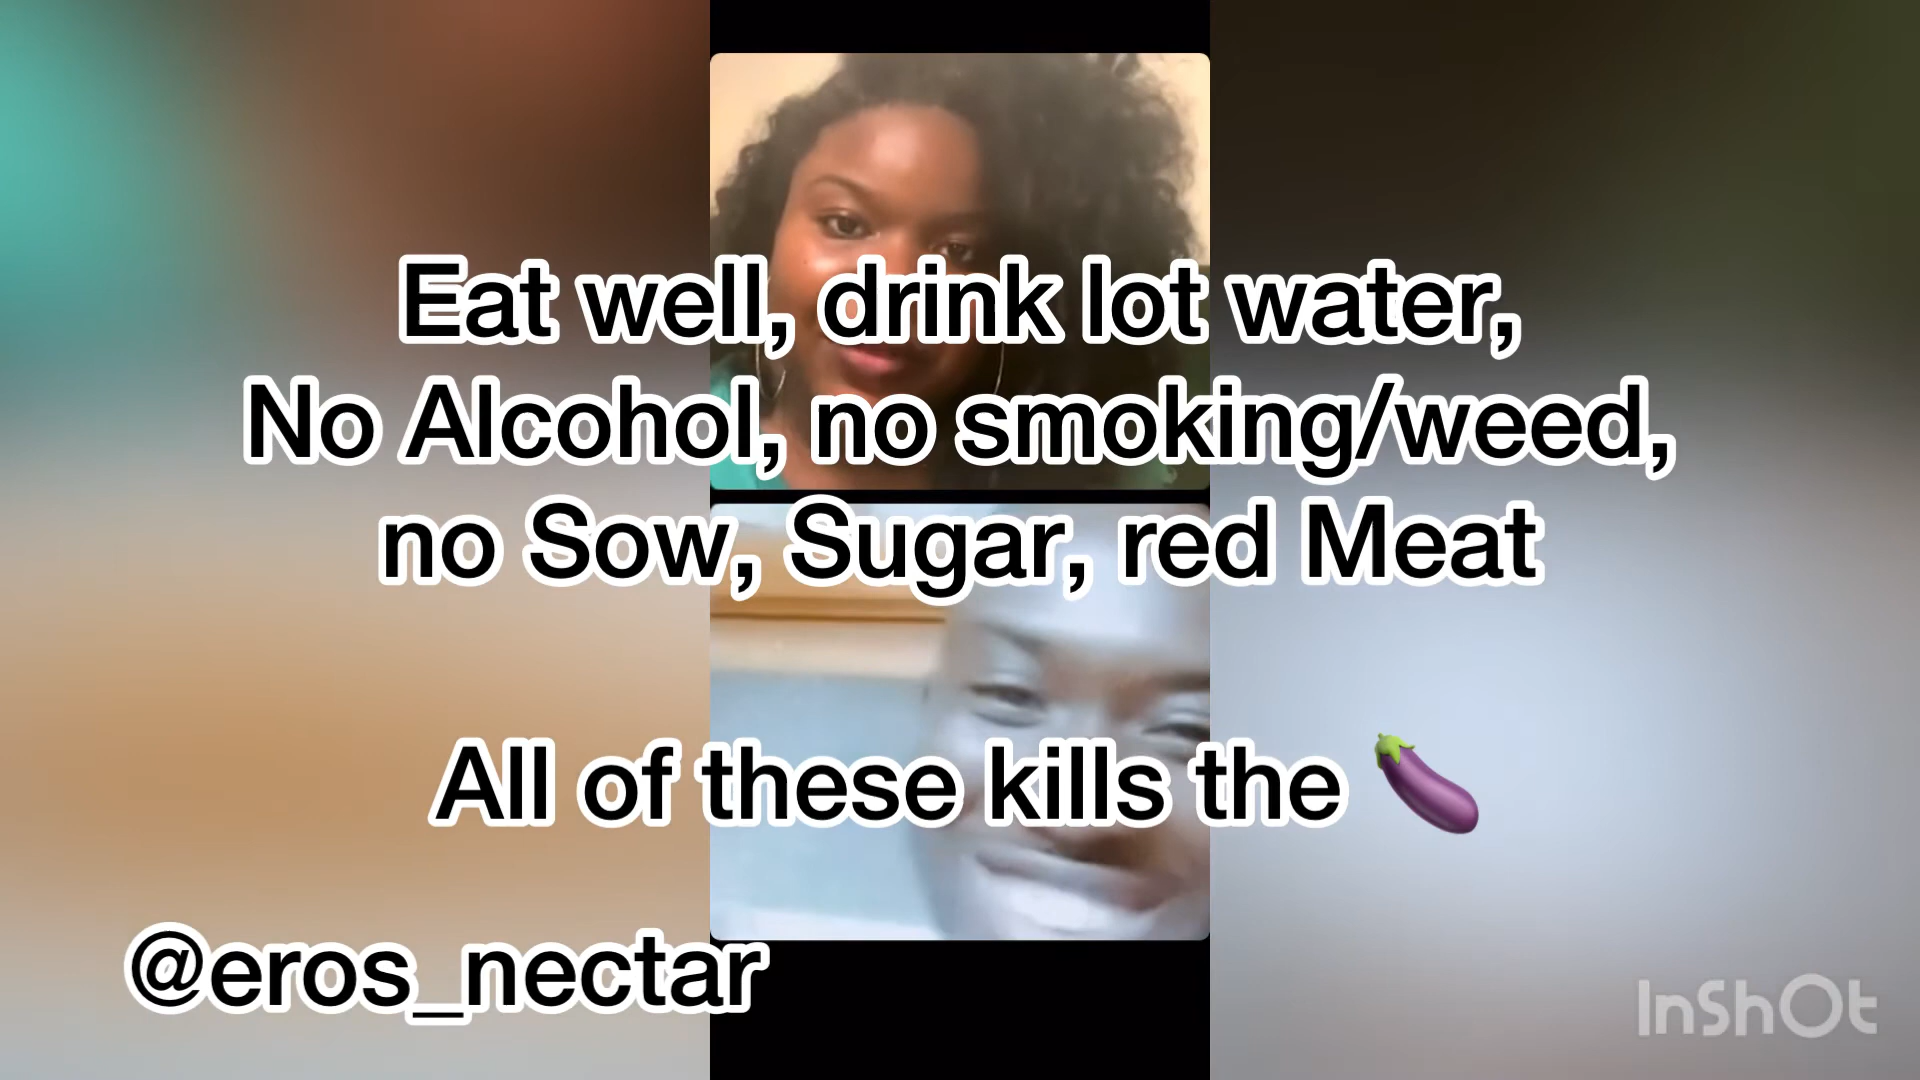 Eat well, drink lot water,
No Alcohol, no smoking/weed,
no Sow, Sugar, red Meat
All of these kills the 🍆
@eros_nectar
InShOt